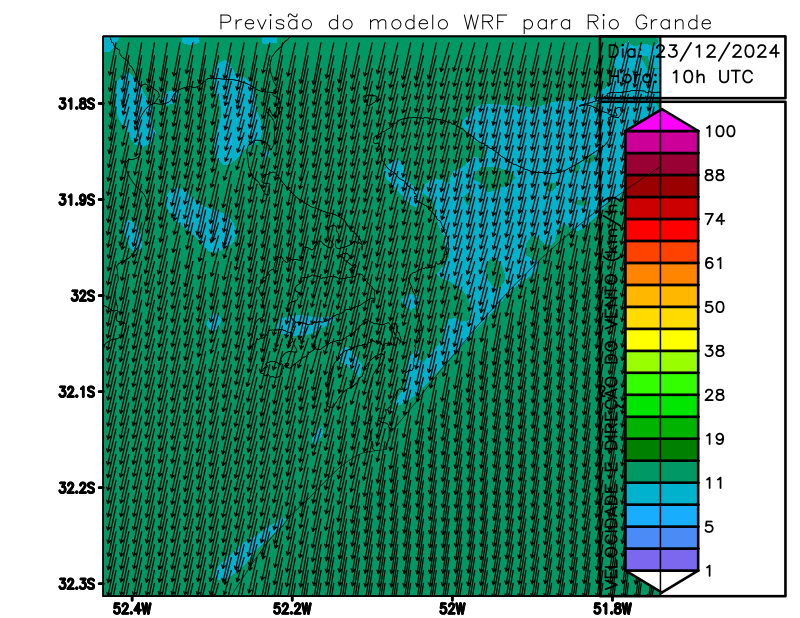 Previsão do modelo WRF para Rio Grande
Dia: 23/12/2024
Hora: 10h UTC
31.8S
31.9S
32S
32.1S
32.2S
32.3S
52.4W
52.2W
52W
51.8W
VELOCIDADE E DIREÇÃO DO VENTO (km/h)
100
88
74
61
50
38
28
19
11
5
1